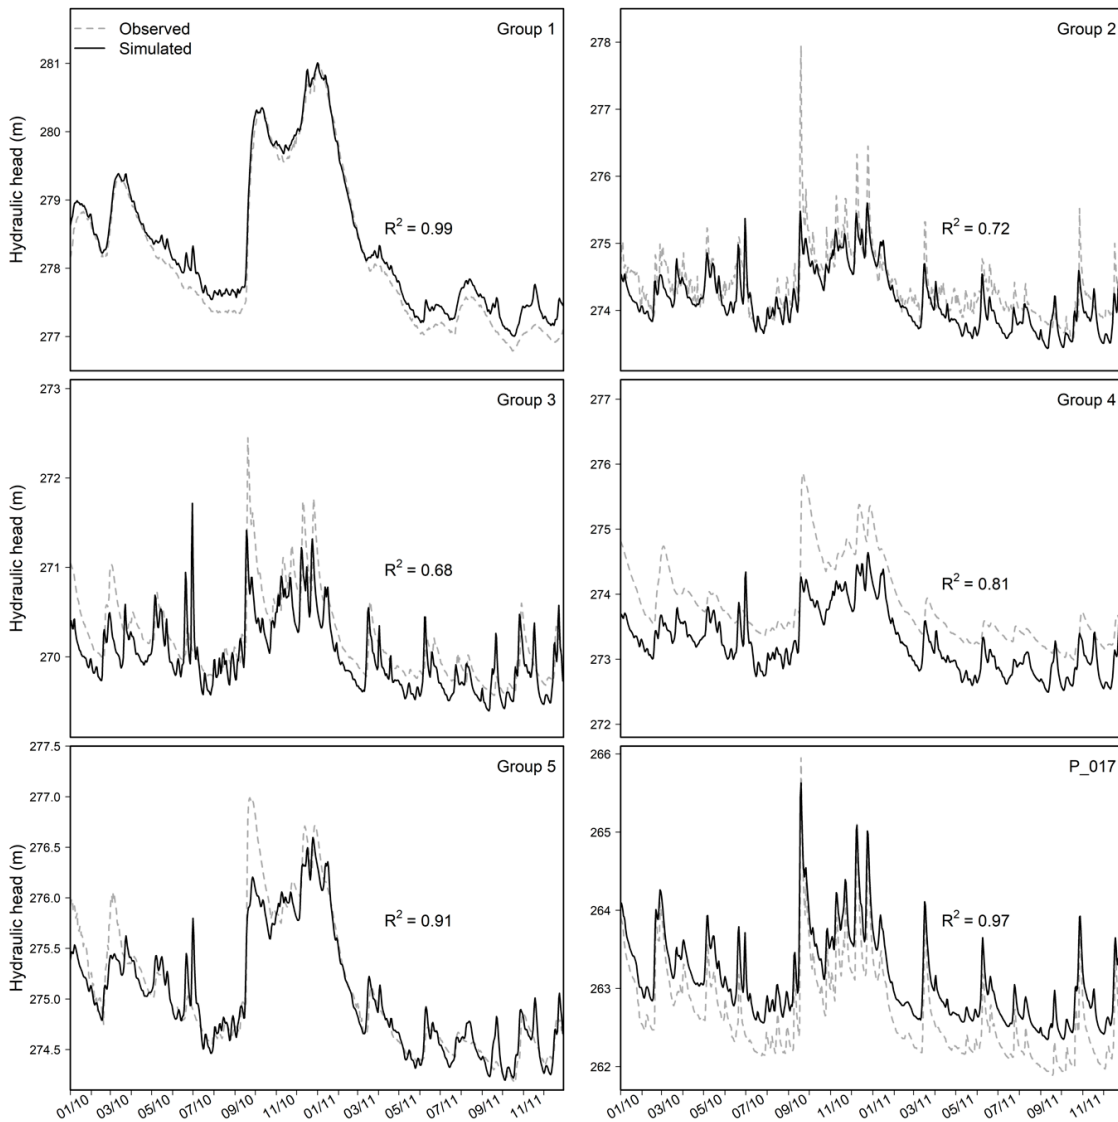 Observed
Simulated
Group 1
Hydraulic head (m)
281
280
279
278
277
R² = 0.99
Group 2
278
277
276
275
274
R² = 0.72
Group 3
Hydraulic head (m)
273
272
271
270
R² = 0.68
Group 4
277
276
275
274
273
272
R² = 0.81
Group 5
Hydraulic head (m)
277.5
277.0
276.5
276.0
275.5
275.0
274.5
R² = 0.91
01/10 03/10 05/10 07/10 09/10 11/10 01/11 03/11 05/11 07/11 09/11 11/11
P_017
266
265
264
263
262
R² = 0.97
01/10 03/10 05/10 07/10 09/10 11/10 01/11 03/11 05/11 07/11 09/11 11/11